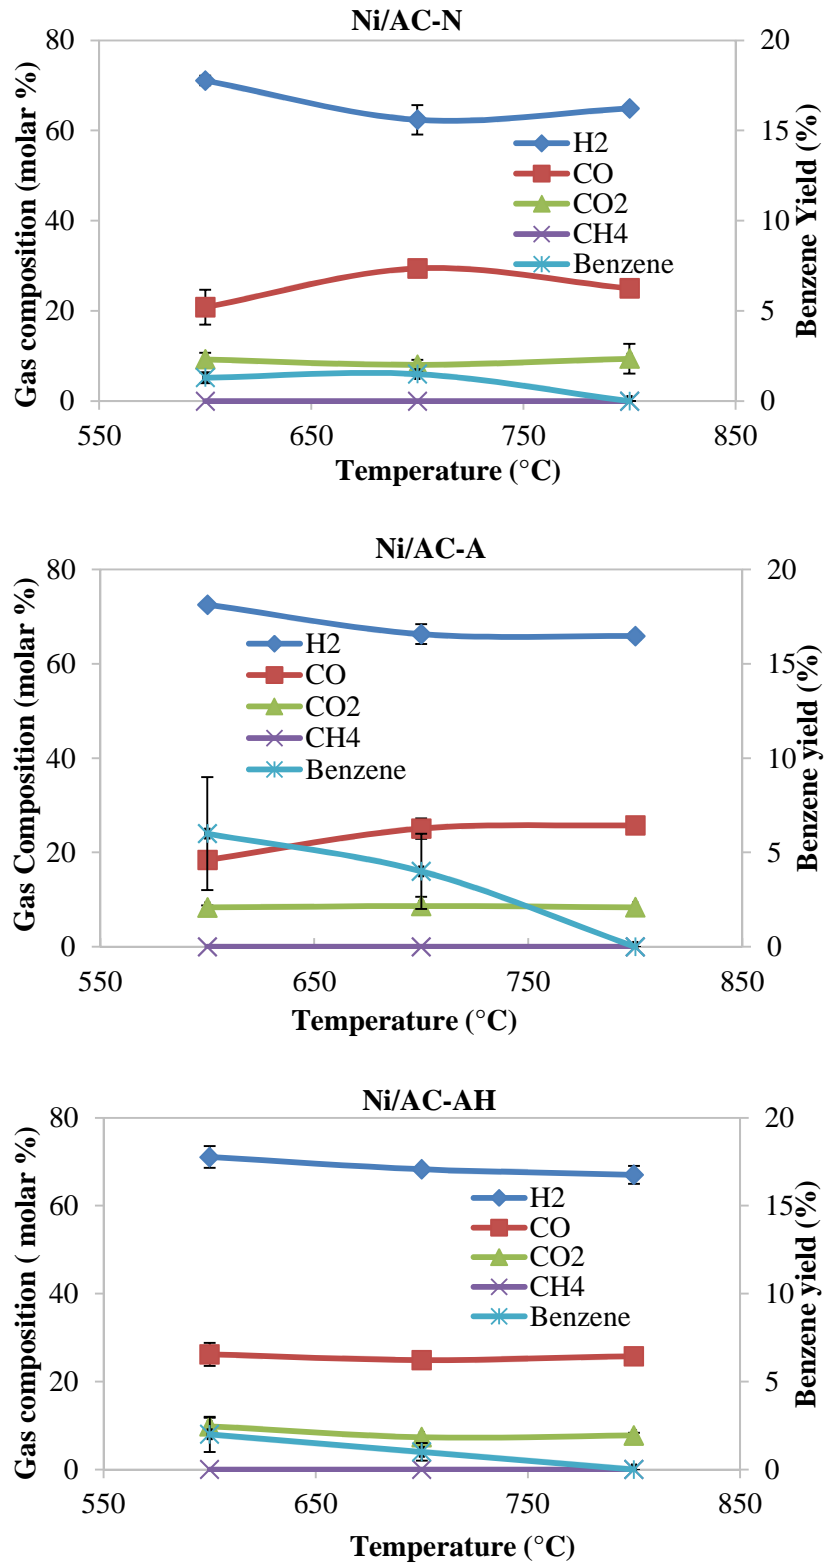 Ni/AC-N
80
60
40
20
0
20
15
10
5
0
550
650
750
850
Gas composition (molar %)
Benzene Yield (%)
Temperature (°C)
H2
CO
CO2
CH4
Benzene
Ni/AC-A
80
60
40
20
0
20
15
10
5
0
550
650
750
850
Gas Composition (molar %)
Benzene yield (%)
Temperature (°C)
H2
CO
CO2
CH4
Benzene
Ni/AC-AH
80
60
40
20
0
20
15
10
5
0
550
650
750
850
Gas composition ( molar %)
Benzene yield (%)
Temperature (°C)
H2
CO
CO2
CH4
Benzene